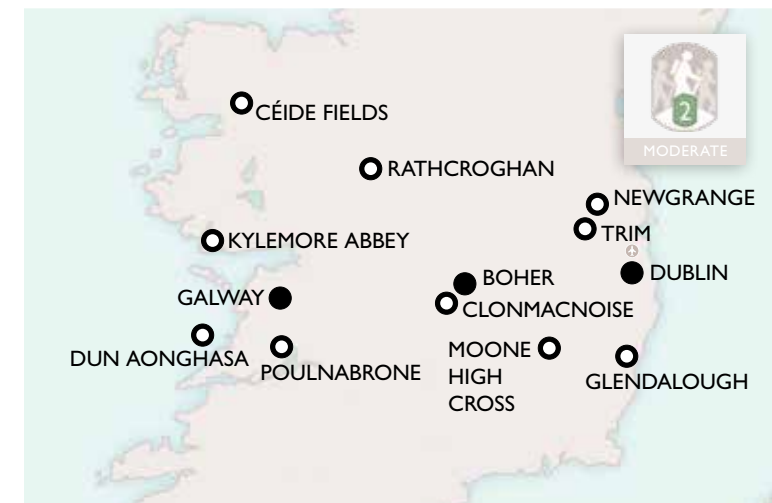 2
MODERATE
CÉIDE FIELDS
RATHCROGHAN
NEWGRANGE
TRIM
KYLEMORE ABBEY
DUBLIN
BOHER
GALWAY
CLONMACNOISE
DUN AONGHASA
POULNABRONE
MOONE
HIGH
CROSS
GLENDALOUGH